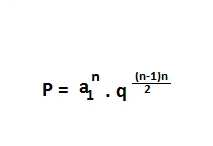 P = a₁ⁿ . q^((n-1)n/2)